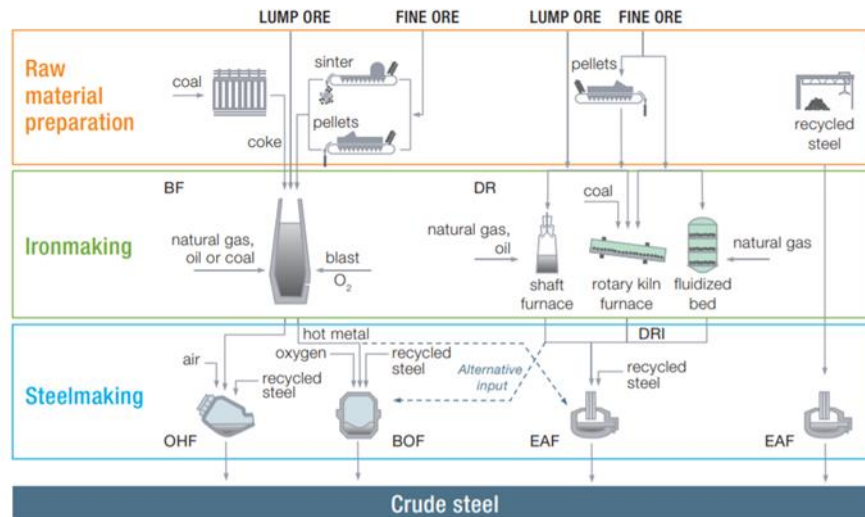 LUMP ORE
FINE ORE
LUMP ORE
FINE ORE
Raw
material
preparation
coal
coke
sinter
pellets
pellets
recycled
steel
Ironmaking
BF
natural gas,
oil or coal
blast
O₂
DR
natural gas,
oil
coal
shaft
furnace
rotary kiln
furnace
fluidized
bed
natural gas
Steelmaking
hot metal
air
recycled
steel
oxygen
recycled
steel
Alternative
input
DRI
recycled
steel
OHF
BOF
EAF
EAF
Crude steel